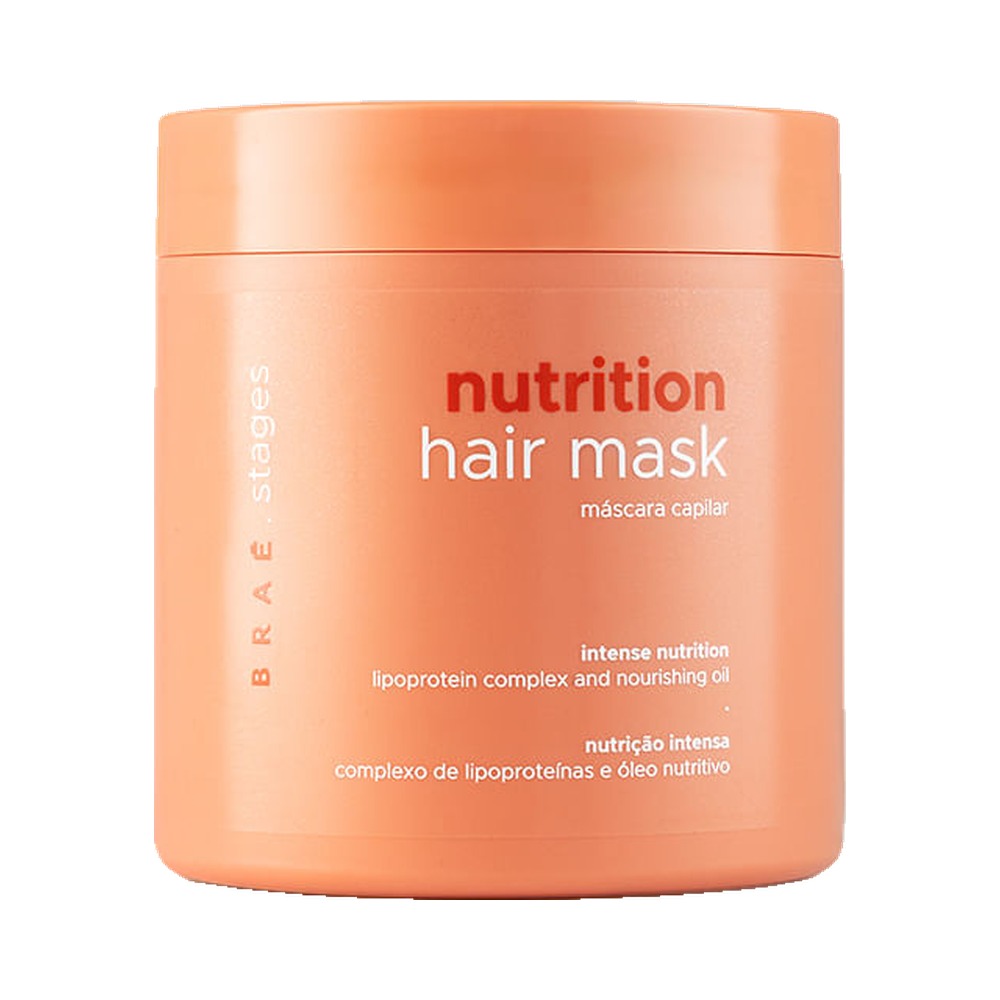 nutrition
hair mask
máscara capilar
intense nutrition
lipoprotein complex and nourishing oil
.
nutrição intensa
complexo de lipoproteínas e óleo nutritivo
BRAÉ . stages